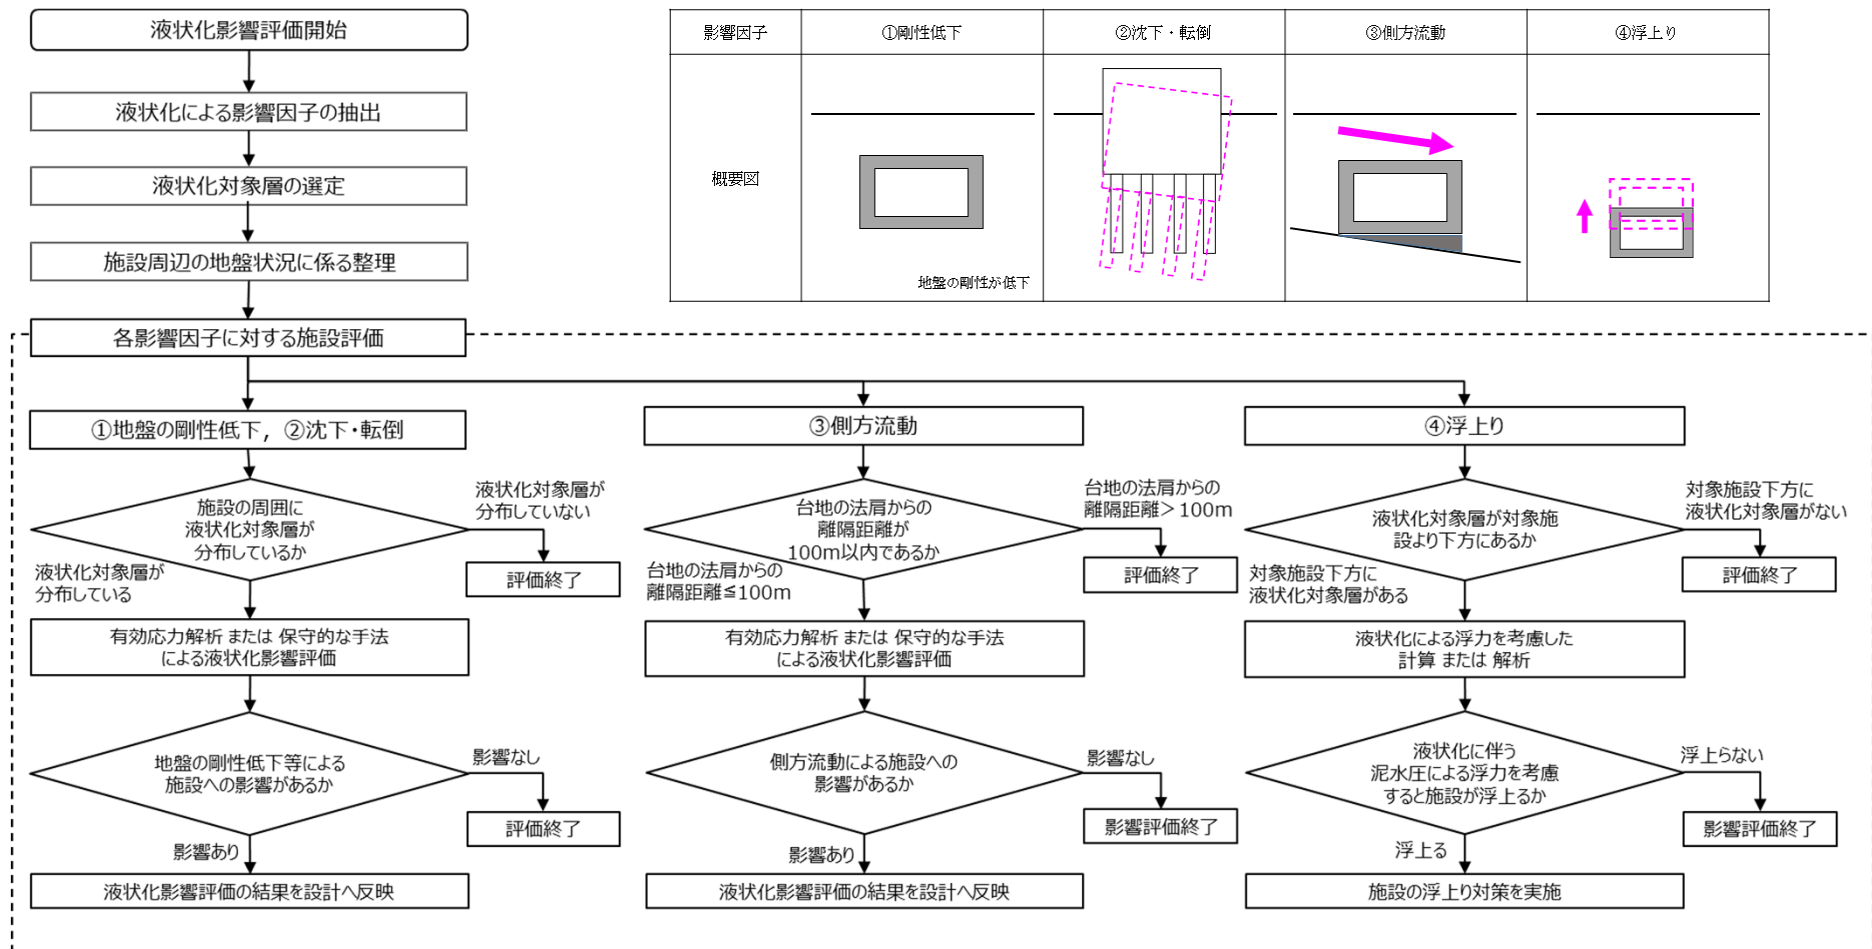 液状化影響評価開始
液状化による影響因子の抽出
液状化対象層の選定
施設周辺の地盤状況に係る整理
各影響因子に対する施設評価
影響因子
①剛性低下
②沈下・転倒
③側方流動
④浮上り
概要図
地盤の剛性が低下
①地盤の剛性低下，②沈下・転倒
施設の周囲に
液状化対象層が
分布しているか
液状化対象層が
分布していない
評価終了
液状化対象層が
分布している
有効応力解析 または 保守的な手法
による液状化影響評価
地盤の剛性低下等による
施設への影響があるか
影響なし
評価終了
影響あり
液状化影響評価の結果を設計へ反映
③側方流動
台地の法肩からの
離隔距離が
100m以内であるか
台地の法肩からの
離隔距離＞100m
評価終了
台地の法肩からの
離隔距離≦100m
有効応力解析 または 保守的な手法
による液状化影響評価
側方流動による施設への
影響があるか
影響なし
影響評価終了
影響あり
液状化影響評価の結果を設計へ反映
④浮上り
液状化対象層が対象施
設より下方にあるか
対象施設下方に
液状化対象層がない
評価終了
対象施設下方に
液状化対象層がある
液状化による浮力を考慮した
計算 または 解析
液状化に伴う
泥水圧による浮力を考慮
すると施設が浮上るか
浮上らない
影響評価終了
浮上る
施設の浮上り対策を実施